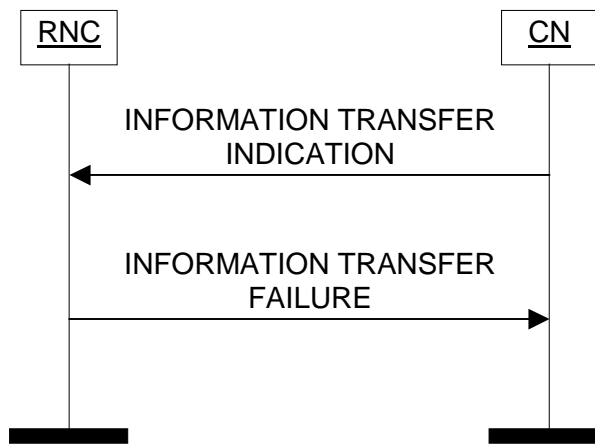 RNC
CN
INFORMATION TRANSFER
INDICATION
INFORMATION TRANSFER
FAILURE